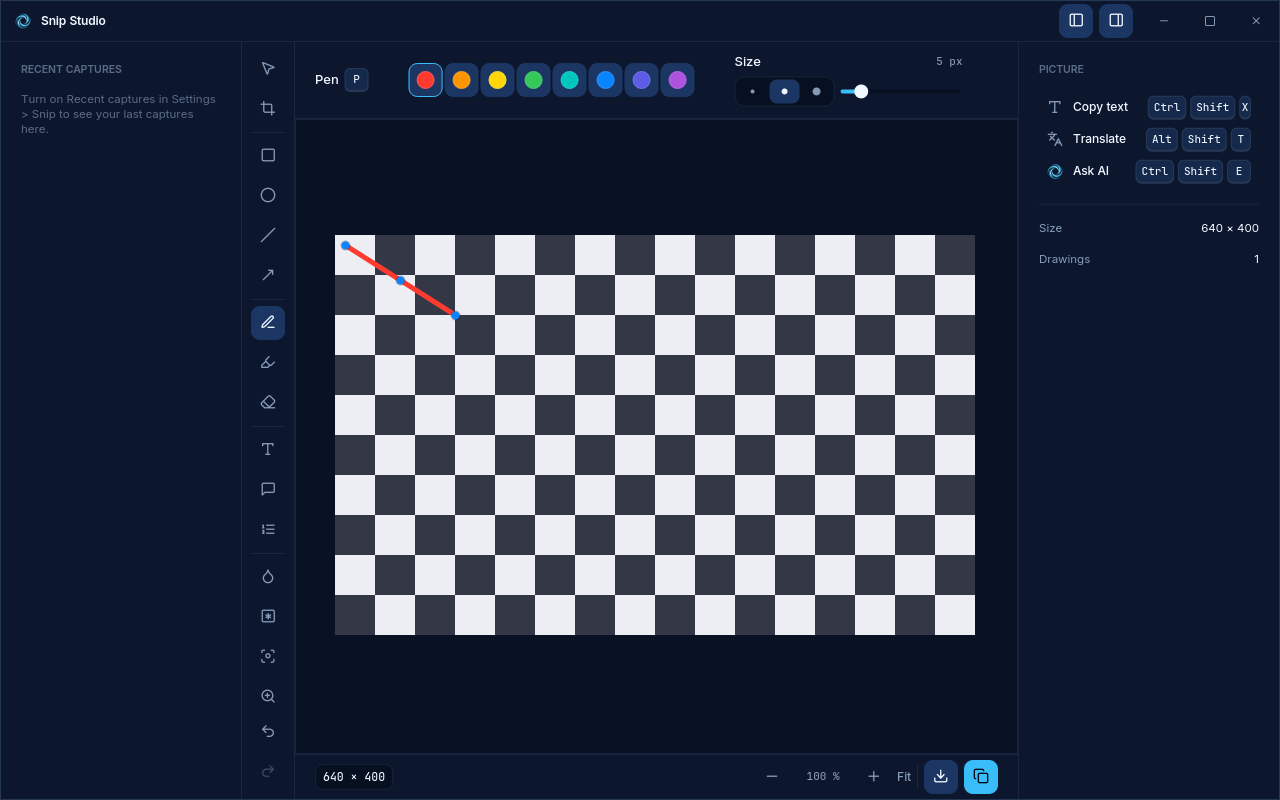 Snip Studio
RECENT CAPTURES
Turn on Recent captures in Settings
> Snip to see your last captures
here.
Pen P
Size 5 px
PICTURE
Copy text Ctrl Shift X
Translate Alt Shift T
Ask AI Ctrl Shift E
Size 640 × 400
Drawings 1
640 × 400
100 %
Fit